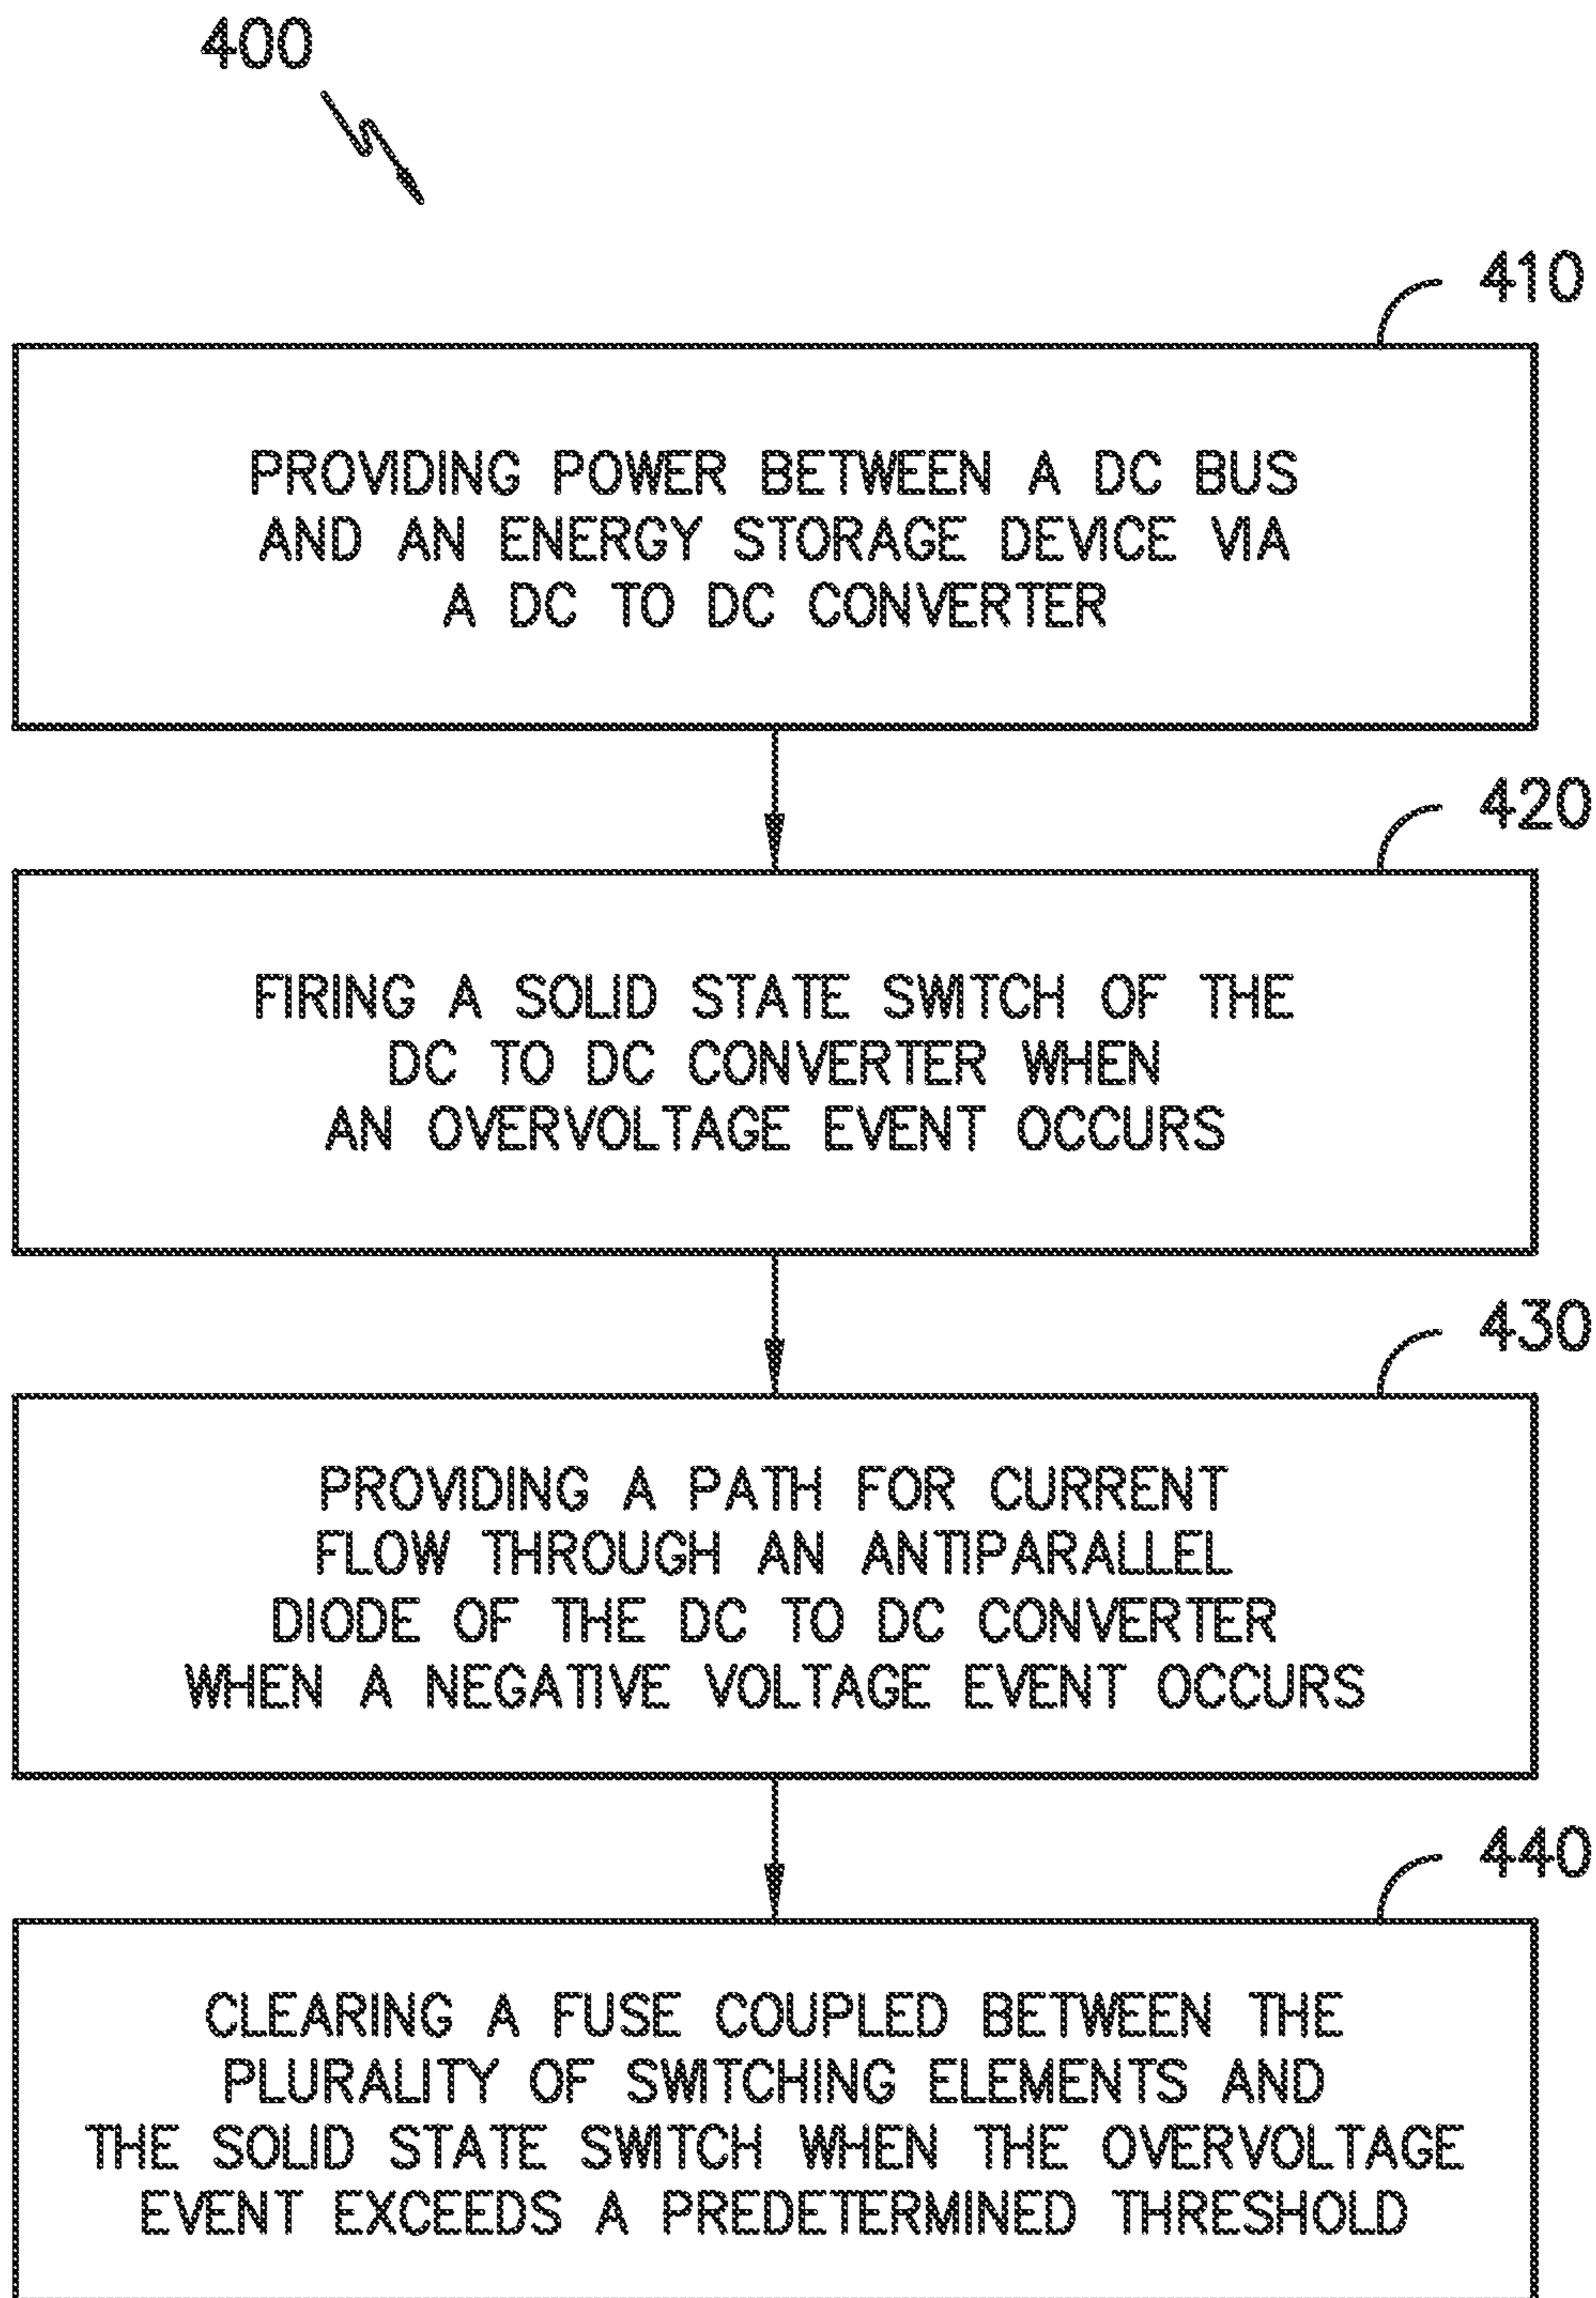 400
410
PROVIDING POWER BETWEEN A DC BUS
AND AN ENERGY STORAGE DEVICE VIA
A DC TO DC CONVERTER
420
FIRING A SOLID STATE SWITCH OF THE
DC TO DC CONVERTER WHEN
AN OVERVOLTAGE EVENT OCCURS
430
PROVIDING A PATH FOR CURRENT
FLOW THROUGH AN ANTIPARALLEL
DIODE OF THE DC TO DC CONVERTER
WHEN A NEGATIVE VOLTAGE EVENT OCCURS
440
CLEARING A FUSE COUPLED BETWEEN THE
PLURALITY OF SWITCHING ELEMENTS AND
THE SOLID STATE SWITCH WHEN THE OVERVOLTAGE
EVENT EXCEEDS A PREDETERMINED THRESHOLD